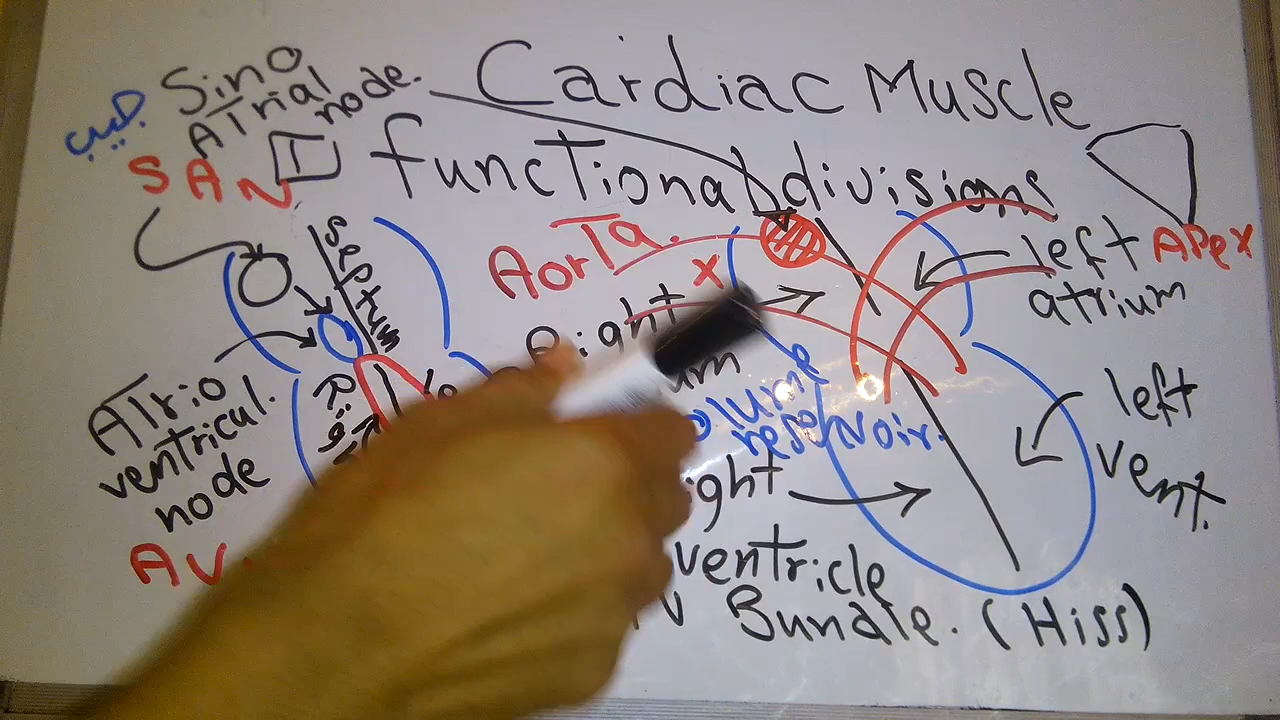 Cardiac Muscle
Sino
Atrial
node.
SAN
I functional divisions
Septum
Aorta.
x
left
atrium
Apex
Right
volume
reservoir.
Atrio
ventricul.
node
AV
left
vent.
ventricle
Bundle. (Hiss)